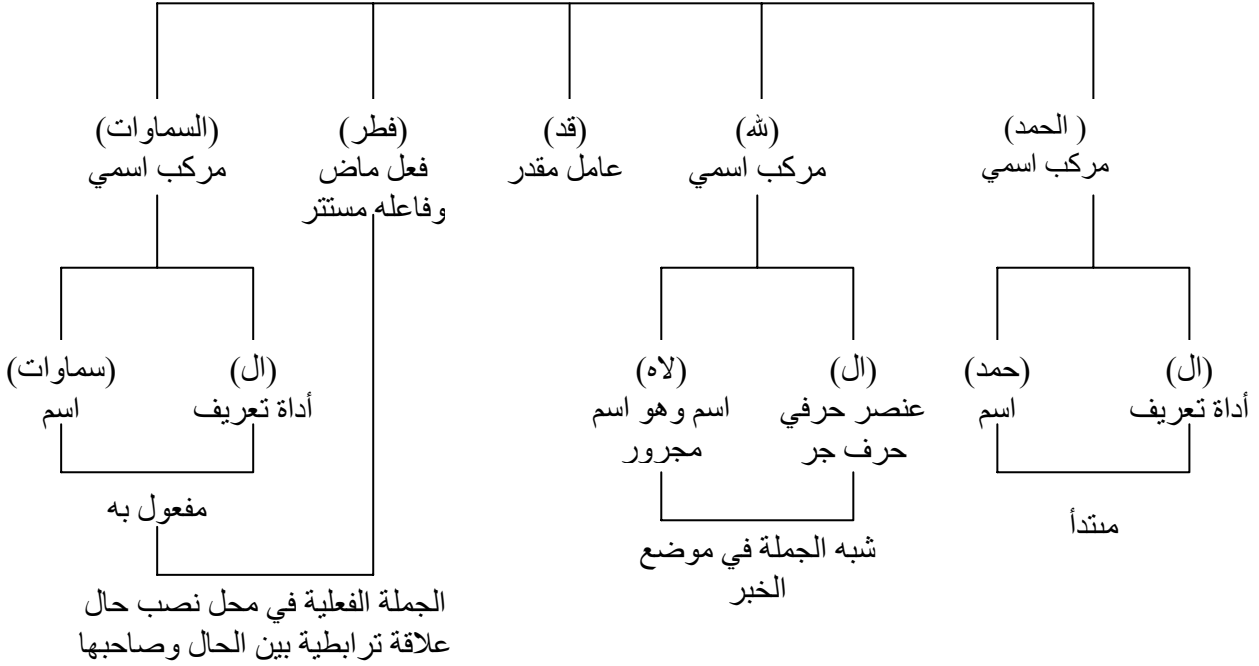 ( الحمد)
مركب اسمي
(لله)
مركب اسمي
(قد)
عامل مقدر
(فطر)
فعل ماض
وفاعله مستتر
(السماوات)
مركب اسمي
(ال)
أداة تعريف
(حمد)
اسم
(ال)
عنصر حرفي
حرف جر
(لاه)
اسم وهو اسم
مجرور
(ال)
أداة تعريف
(سماوات)
اسم
مبتدأ
شبه الجملة في موضع
الخبر
مفعول به
الجملة الفعلية في محل نصب حال
علاقة ترابطية بين الحال وصاحبها